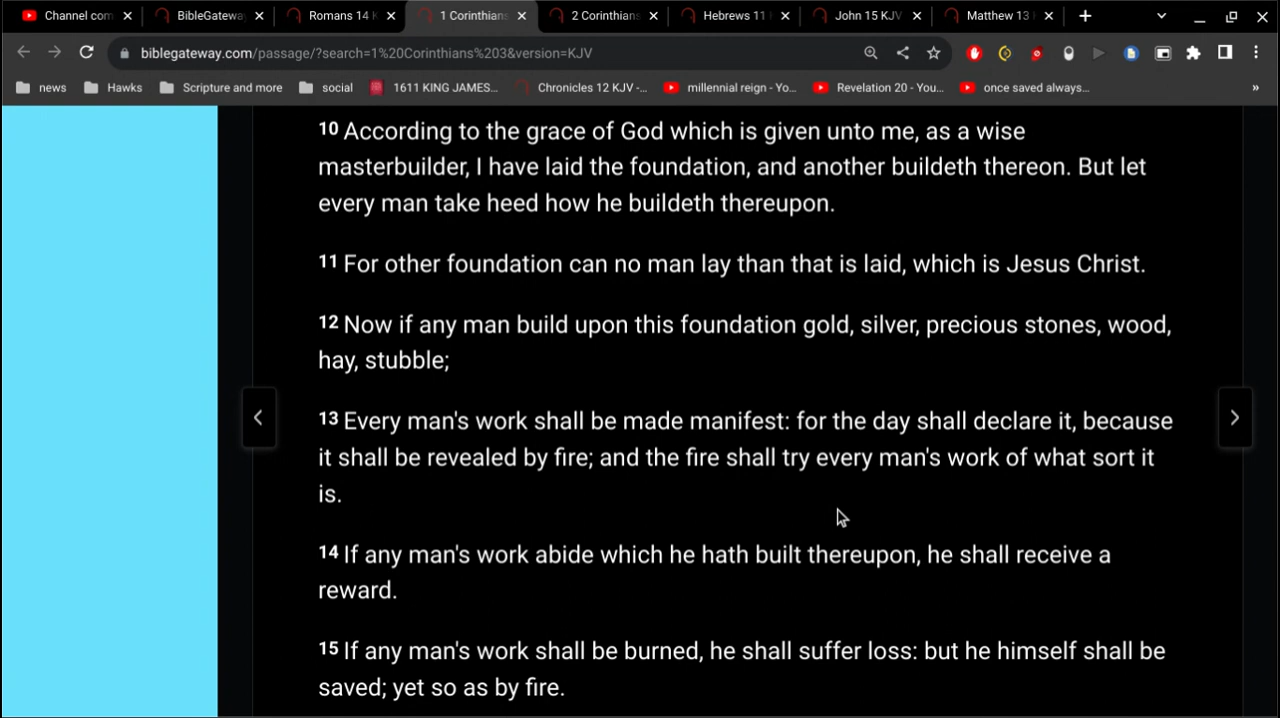 Channel com
BibleGateway
Romans 14 K
1 Corinthians
2 Corinthians
Hebrews 11 K
John 15 KJV
Matthew 13
biblegateway.com/passage/?search=1%20Corinthians%203&version=KJV
news
Hawks
Scripture and more
social
1611 KING JAMES...
Chronicles 12 KJV -...
millennial reign - Yo...
Revelation 20 - You...
once saved always...
»
10 According to the grace of God which is given unto me, as a wise
masterbuilder, I have laid the foundation, and another buildeth thereon. But let
every man take heed how he buildeth thereupon.
11 For other foundation can no man lay than that is laid, which is Jesus Christ.
12 Now if any man build upon this foundation gold, silver, precious stones, wood,
hay, stubble;
13 Every man's work shall be made manifest: for the day shall declare it, because
it shall be revealed by fire; and the fire shall try every man's work of what sort it
is.
14 If any man's work abide which he hath built thereupon, he shall receive a
reward.
15 If any man's work shall be burned, he shall suffer loss: but he himself shall be
saved; yet so as by fire.